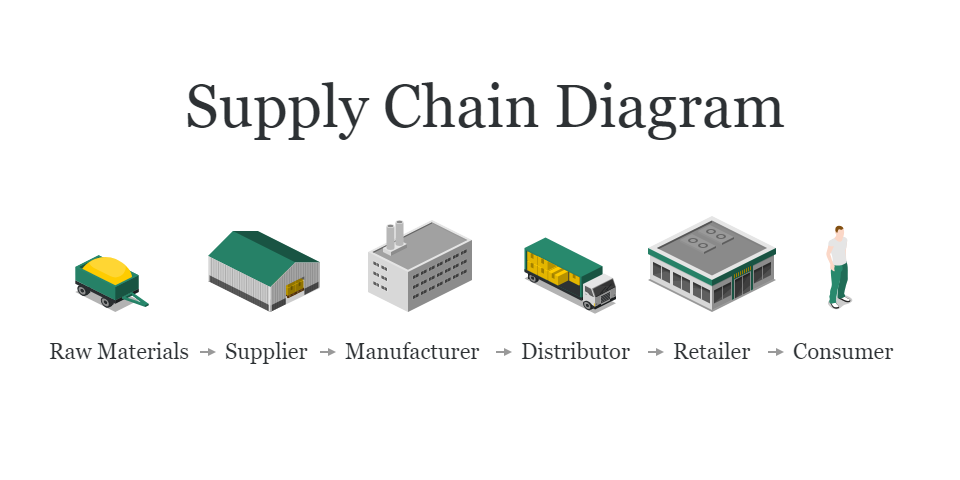 Supply Chain Diagram
Raw Materials → Supplier → Manufacturer → Distributor → Retailer → Consumer